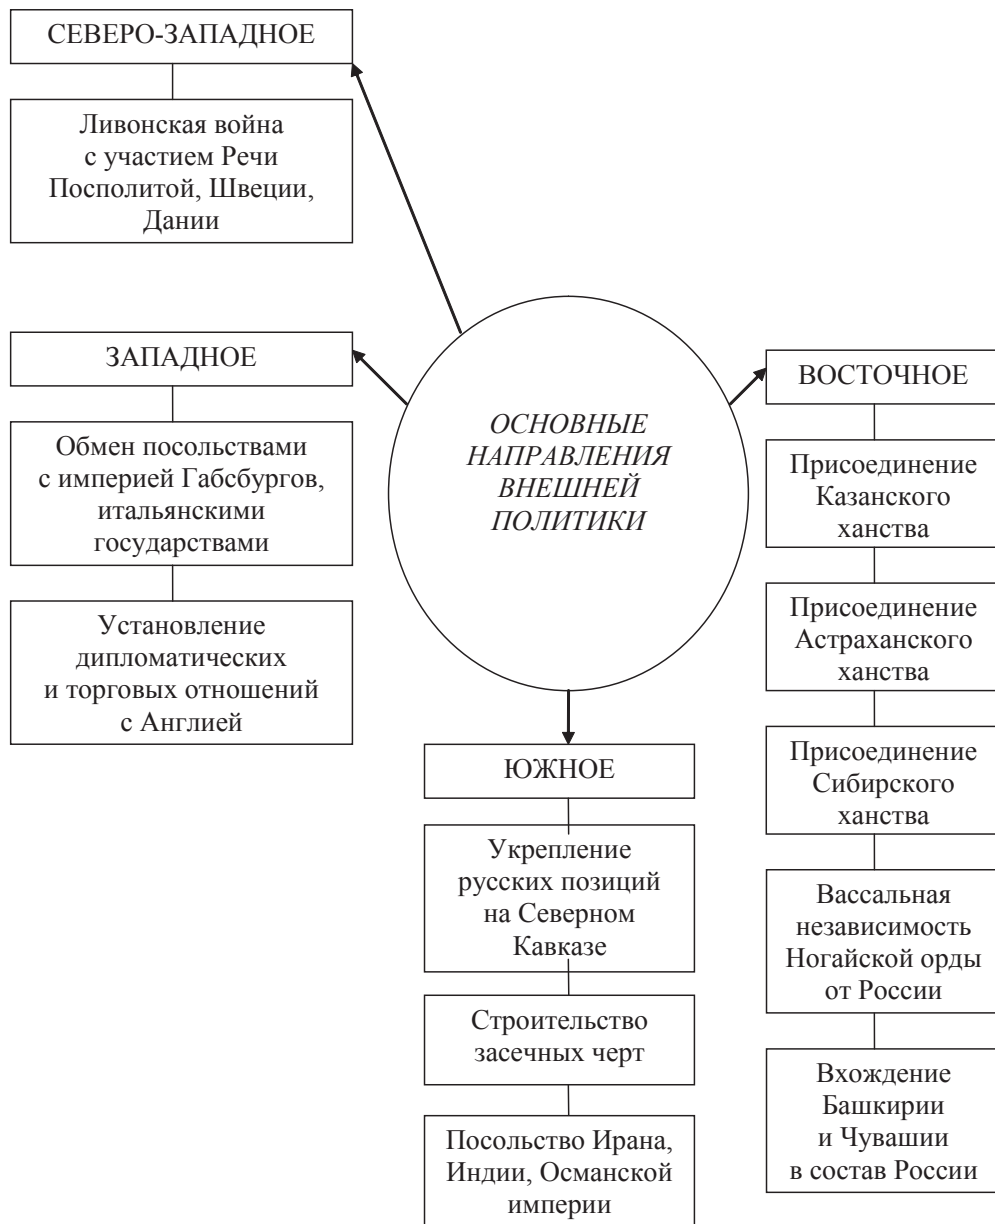 СЕВЕРО-ЗАПАДНОЕ
Ливонская война
с участием Речи
Посполитой, Швеции,
Дании
ЗАПАДНОЕ
Обмен посольствами
с империей Габсбургов,
итальянскими
государствами
Установление
дипломатических
и торговых отношений
с Англией
ОСНОВНЫЕ
НАПРАВЛЕНИЯ
ВНЕШНЕЙ
ПОЛИТИКИ
ЮЖНОЕ
Укрепление
русских позиций
на Северном
Кавказе
Строительство
засечных черт
Посольство Ирана,
Индии, Османской
империи
ВОСТОЧНОЕ
Присоединение
Казанского
ханства
Присоединение
Астраханского
ханства
Присоединение
Сибирского
ханства
Вассальная
независимость
Ногайской орды
от России
Вхождение
Башкирии
и Чувашии
в состав России